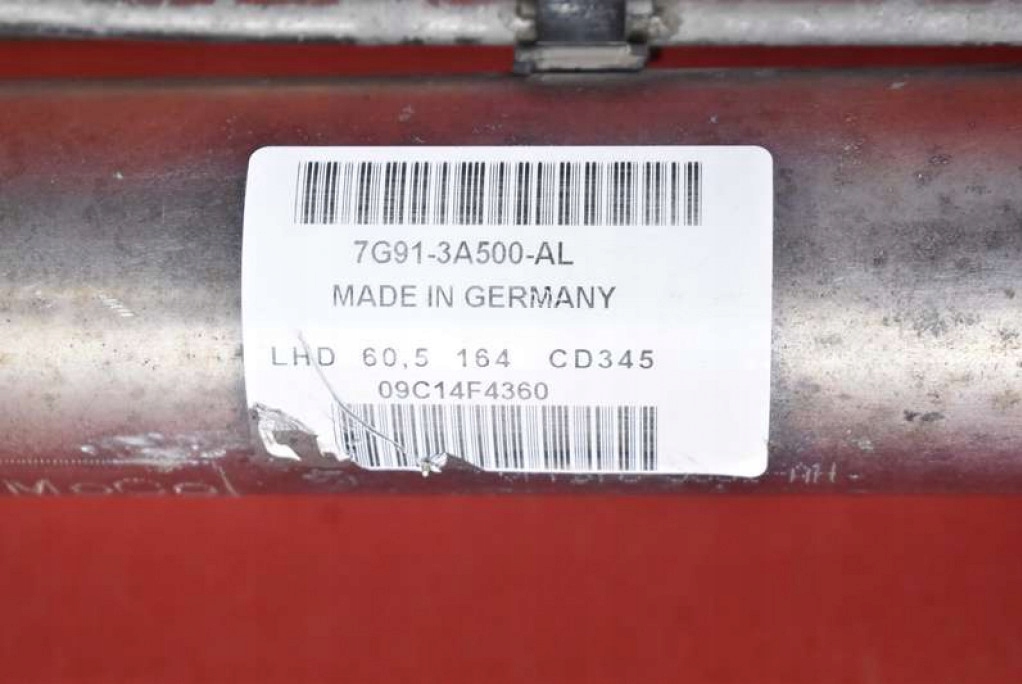 7G91-3A500-AL
MADE IN GERMANY
LHD 60,5 164 CD345
09C14F4360